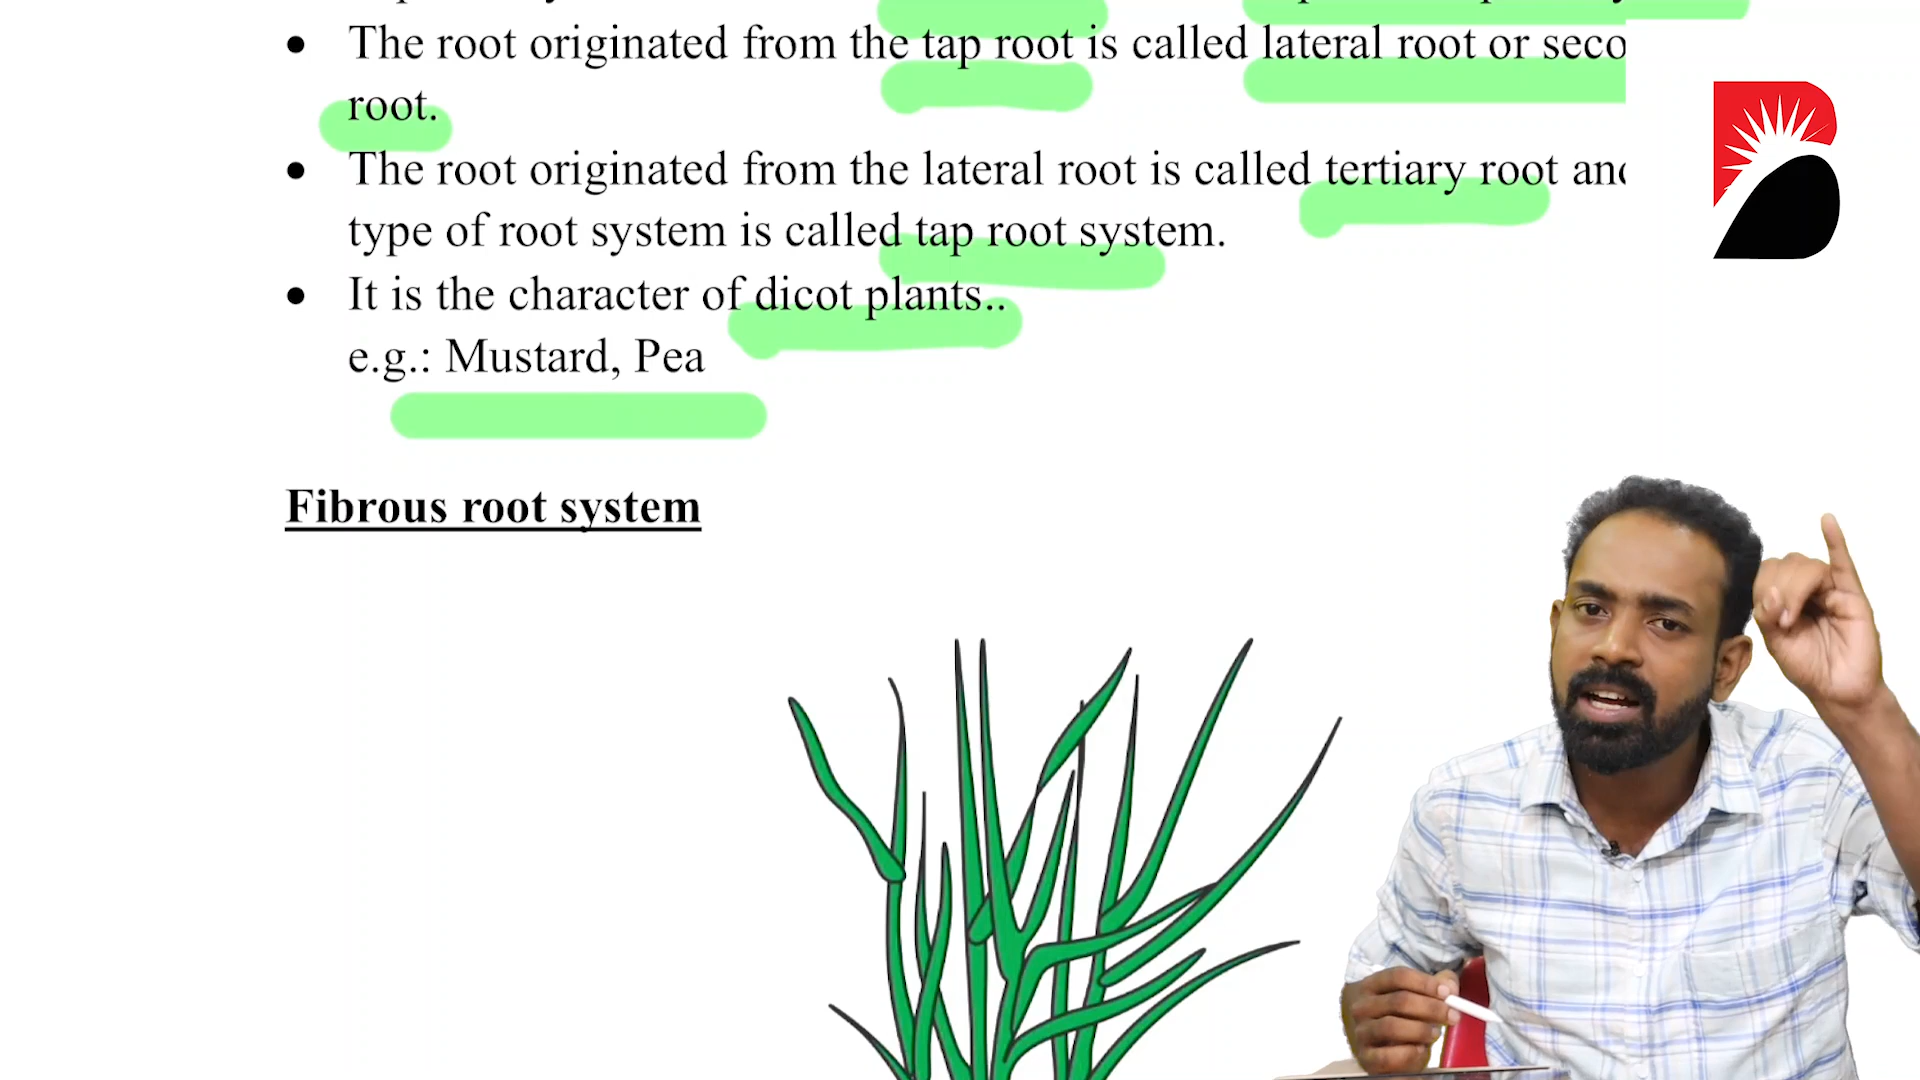 • The root originated from the tap root is called lateral root or seco
root.
• The root originated from the lateral root is called tertiary root and
type of root system is called tap root system.
• It is the character of dicot plants..
e.g.: Mustard, Pea
Fibrous root system